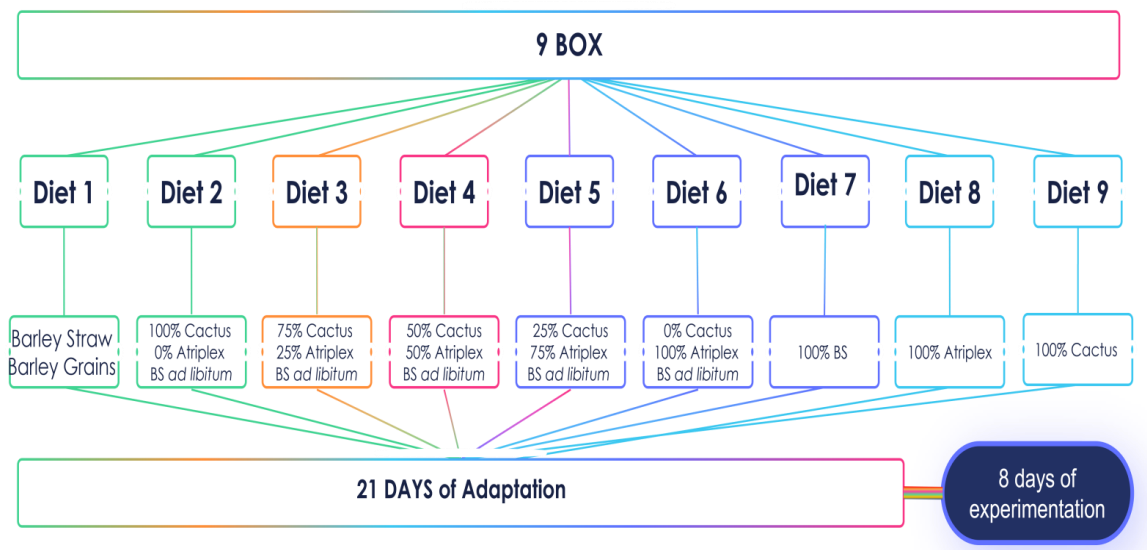 9 BOX
Diet 1
Diet 2
Diet 3
Diet 4
Diet 5
Diet 6
Diet 7
Diet 8
Diet 9
Barley Straw
Barley Grains
100% Cactus
0% Atriplex
BS ad libitum
75% Cactus
25% Atriplex
BS ad libitum
50% Cactus
50% Atriplex
BS ad libitum
25% Cactus
75% Atriplex
BS ad libitum
0% Cactus
100% Atriplex
BS ad libitum
100% BS
100% Atriplex
100% Cactus
21 DAYS of Adaptation
8 days of
experimentation